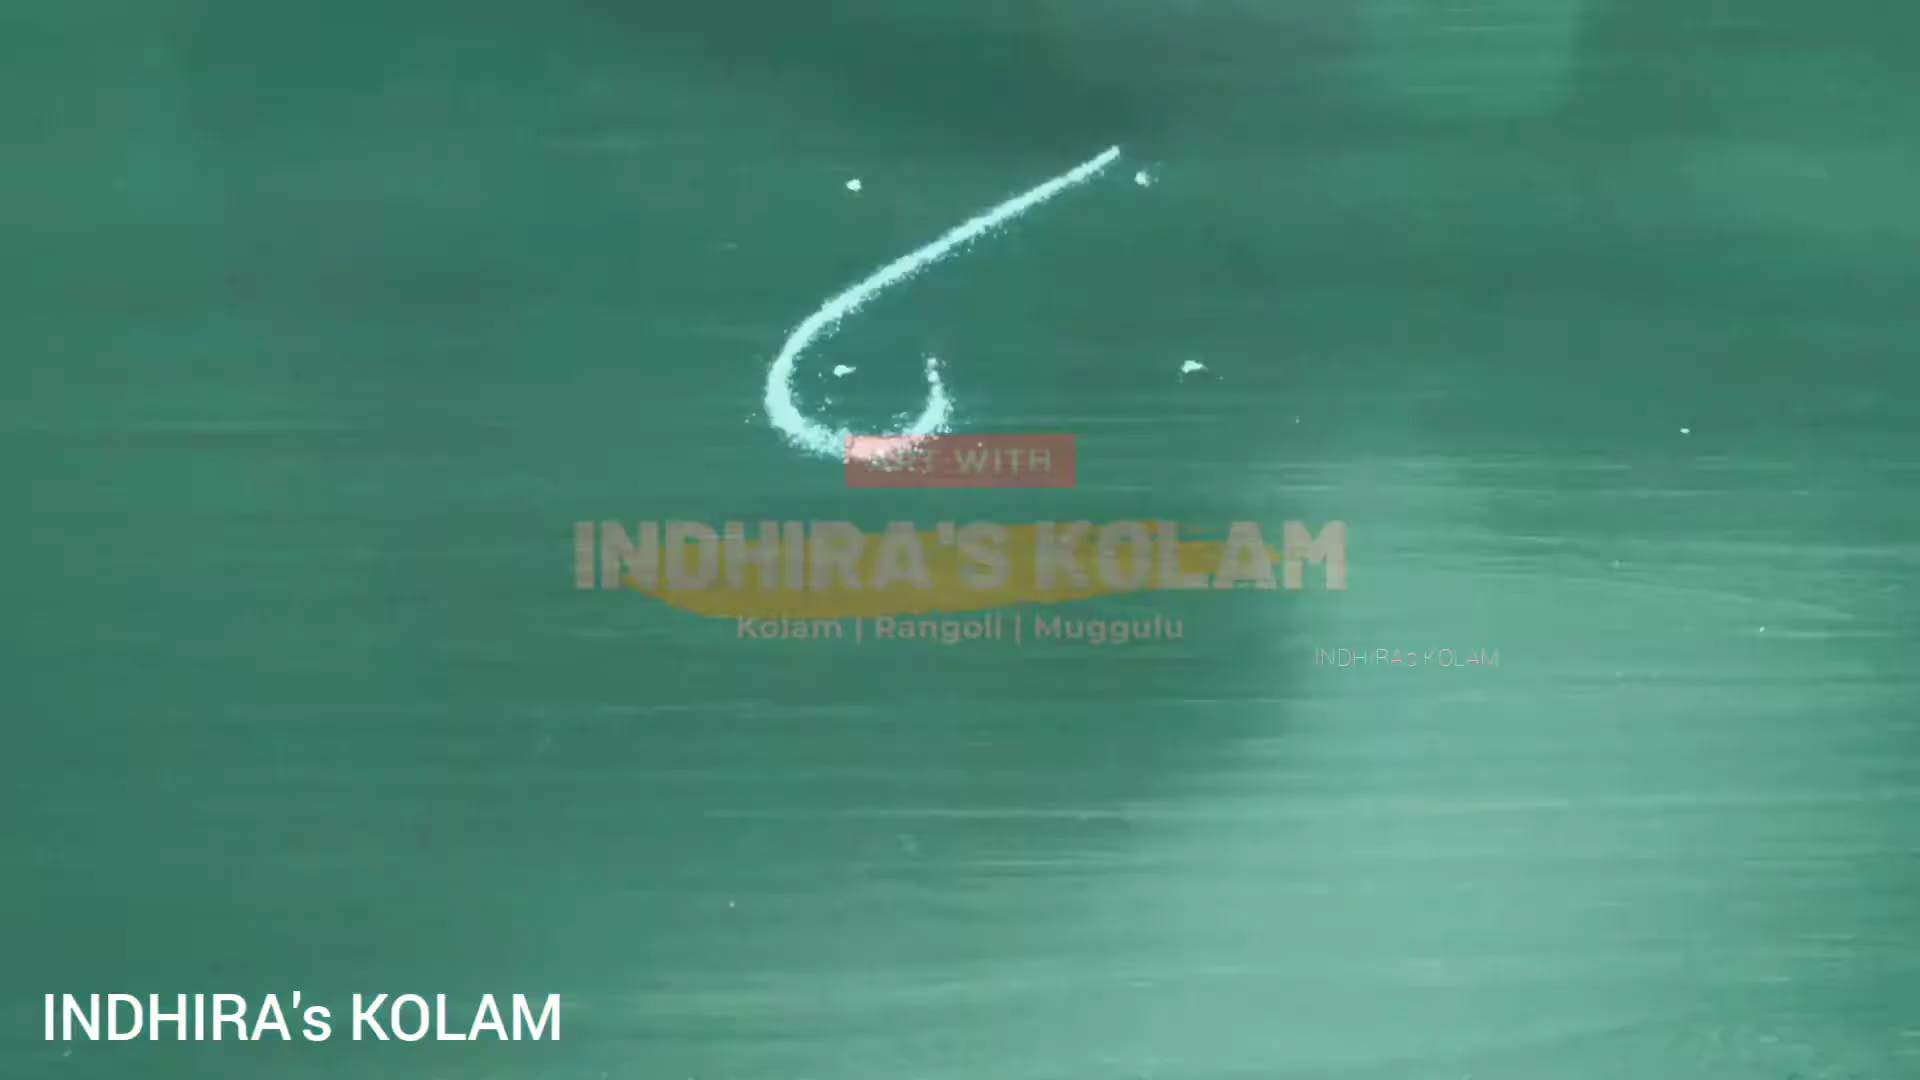 ART WITH
INDHIRA'S KOLAM
Kolam | Rangoli | Muggulu
INDHIRA's KOLAM
INDHIRA's KOLAM